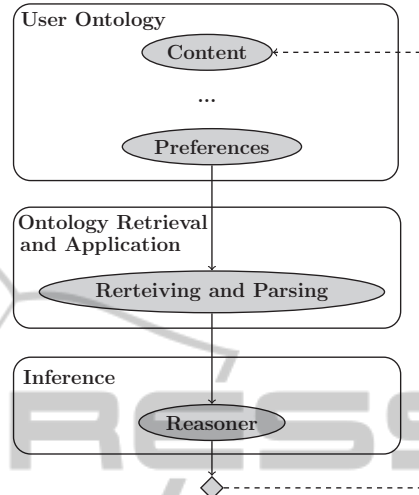 User Ontology
Content
...
Preferences
Ontology Retrieval
and Application
Rerteiving and Parsing
Inference
Reasoner